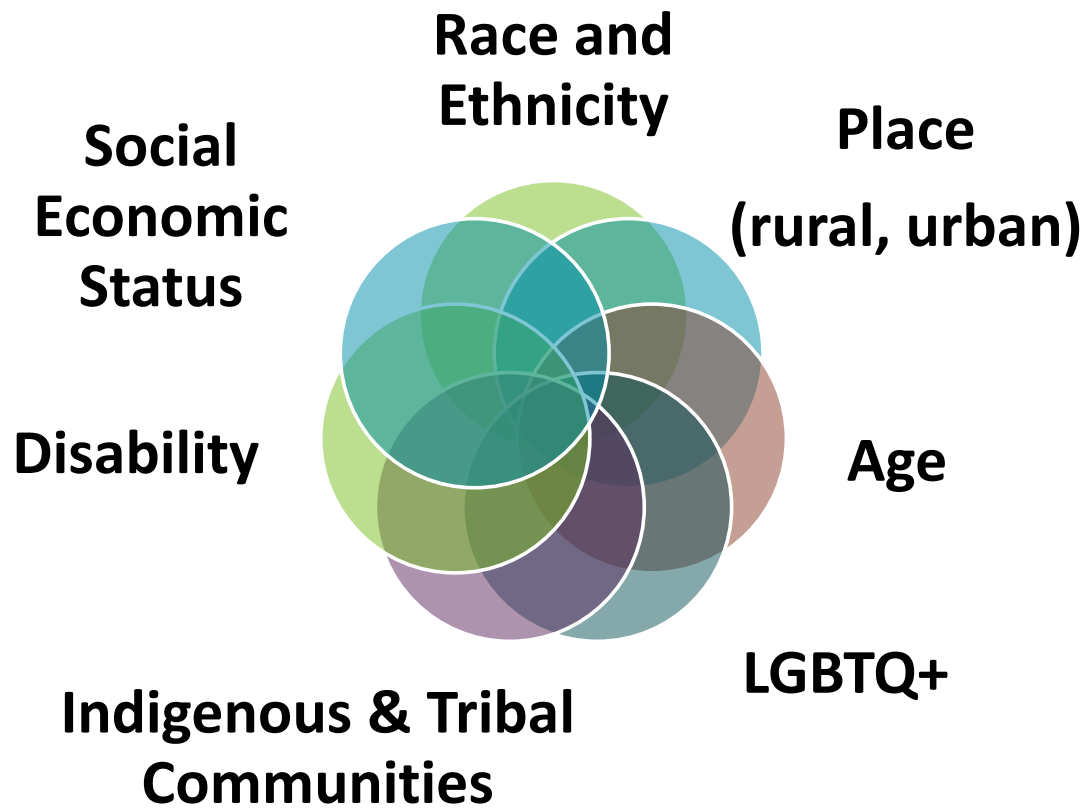 Race and
Ethnicity
Place
(rural, urban)
Age
LGBTQ+
Indigenous & Tribal
Communities
Disability
Social
Economic
Status